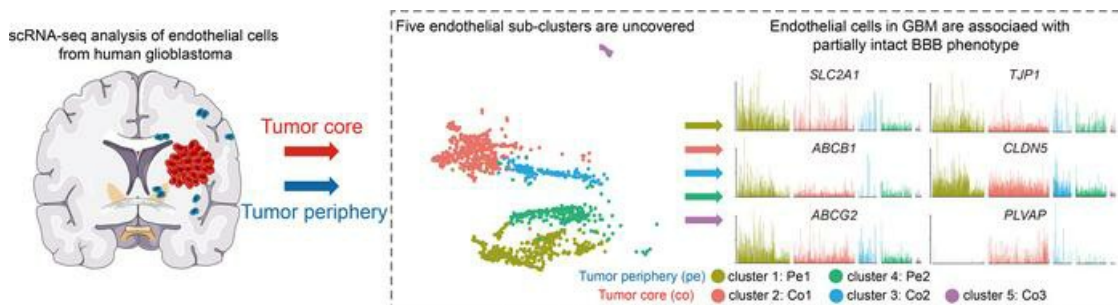 scRNA-seq analysis of endothelial cells
from human glioblastoma
Tumor core
Tumor periphery
Five endothelial sub-clusters are uncovered
Endothelial cells in GBM are associaed with
partially intact BBB phenotype
SLC2A1
TJP1
ABCB1
CLDN5
ABCG2
PLVAP
Tumor periphery (pe) cluster 1: Pe1 cluster 4: Pe2
Tumor core (co) cluster 2: Co1 cluster 3: Co2 cluster 5: Co3